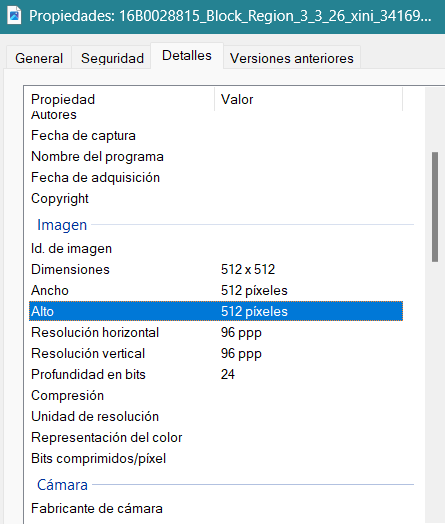 Propiedades: 16B0028815_Block_Region_3_3_26_xini_34169...
General Seguridad Detalles Versiones anteriores
Propiedad Valor
Autores
Fecha de captura
Nombre del programa
Fecha de adquisición
Copyright
Imagen
Id. de imagen
Dimensiones 512 x 512
Ancho 512 píxeles
Alto 512 píxeles
Resolución horizontal 96 ppp
Resolución vertical 96 ppp
Profundidad en bits 24
Compresión
Unidad de resolución
Representación del color
Bits comprimidos/píxel
Cámara
Fabricante de cámara